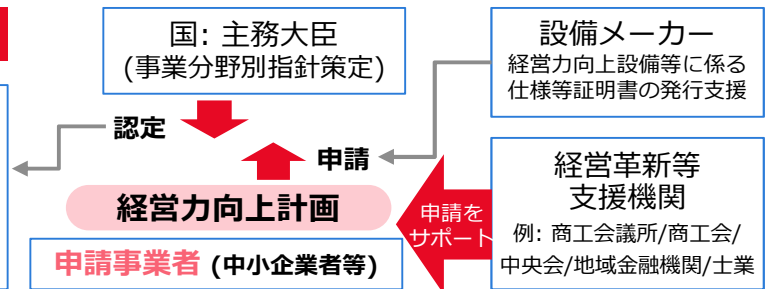 国: 主務大臣
(事業分野別指針策定)
設備メーカー
経営力向上設備等に係る
仕様等証明書の発行支援
認定
申請
経営力向上計画
申請事業者 (中小企業者等)
申請を
サポート
経営革新等
支援機関
例: 商工会議所/商工会/
中央会/地域金融機関/士業